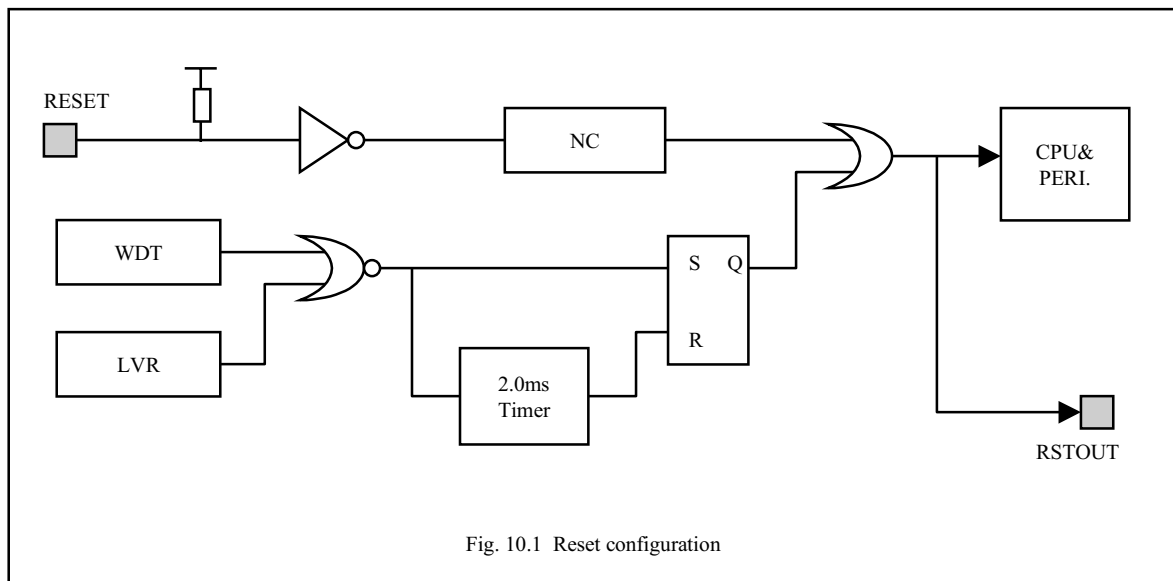 RESET
NC
CPU&
PERI.
WDT
S Q
R
LVR
2.0ms
Timer
RSTOUT
Fig. 10.1 Reset configuration